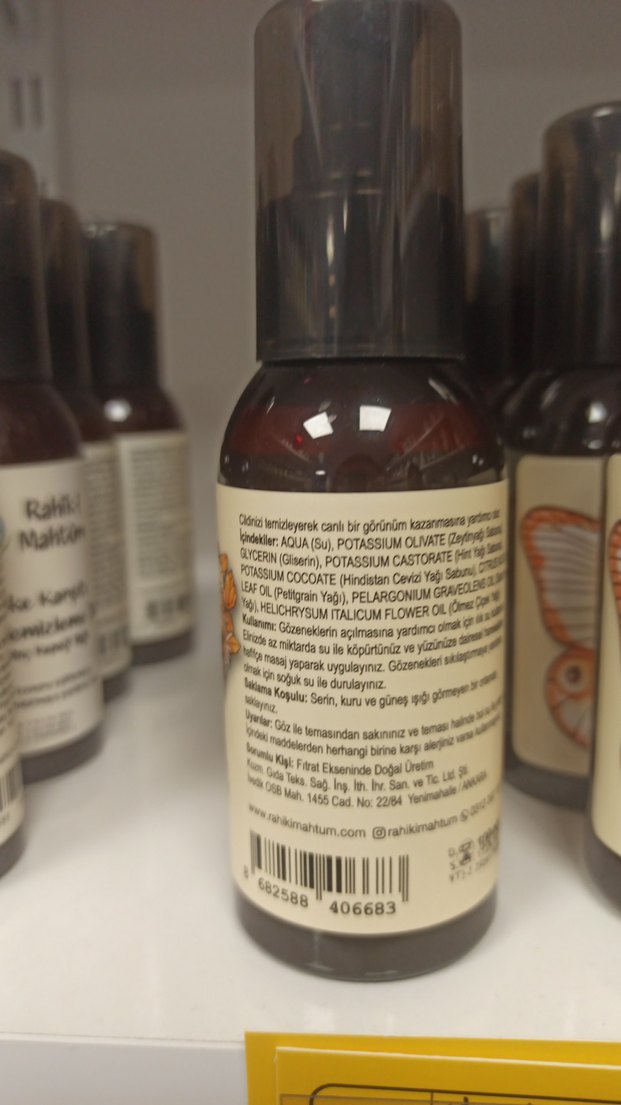 Cildinizi temizleyerek canlı bir görünüm kazanmasına yardımcı olur.
İçindekiler: AQUA (Su), POTASSIUM OLIVATE (Zeytinyağı Sabunu),
GLYCERIN (Gliserin), POTASSIUM CASTORATE (Hint Yağı Sabunu),
POTASSIUM COCOATE (Hindistan Cevizi Yağı Sabunu), CITRUS
LEAF OIL (Petitgrain Yağı), PELARGONIUM GRAVEOLENS OIL
Yağı), HELICHRYSUM ITALICUM FLOWER OIL (Ölmez Çiçek Yağı)
Kullanımı: Gözeneklerin açılmasına yardımcı olmak için ılık su
Elinizde az miktarda su ile köpürtünüz ve yüzünüze dairesel
hafifçe masaj yaparak uygulayınız. Gözenekleri sıkılaştırmaya
olmak için soğuk su ile durulayınız.
Saklama Koşulu: Serin, kuru ve güneş ışığı görmeyen bir ortamda
saklayınız.
Uyarılar: Göz ile temasından sakınınız ve teması halinde bol su ile
İçindeki maddelerden herhangi birine karşı alerjiniz varsa
Sorumlu Kişi: Fıtrat Ekseninde Doğal Üretim
Kozm. Gıda Teks. Sağ. İnş. İth. İhr. San. ve Tic. Ltd. Şti.
İvedik OSB Mah. 1455 Cad. No: 22/84 Yenimahalle / ANKARA
www.rahikimahtum.com rahikimahtum 0312
8 682588 406683
Rahik-i
Mahtûm